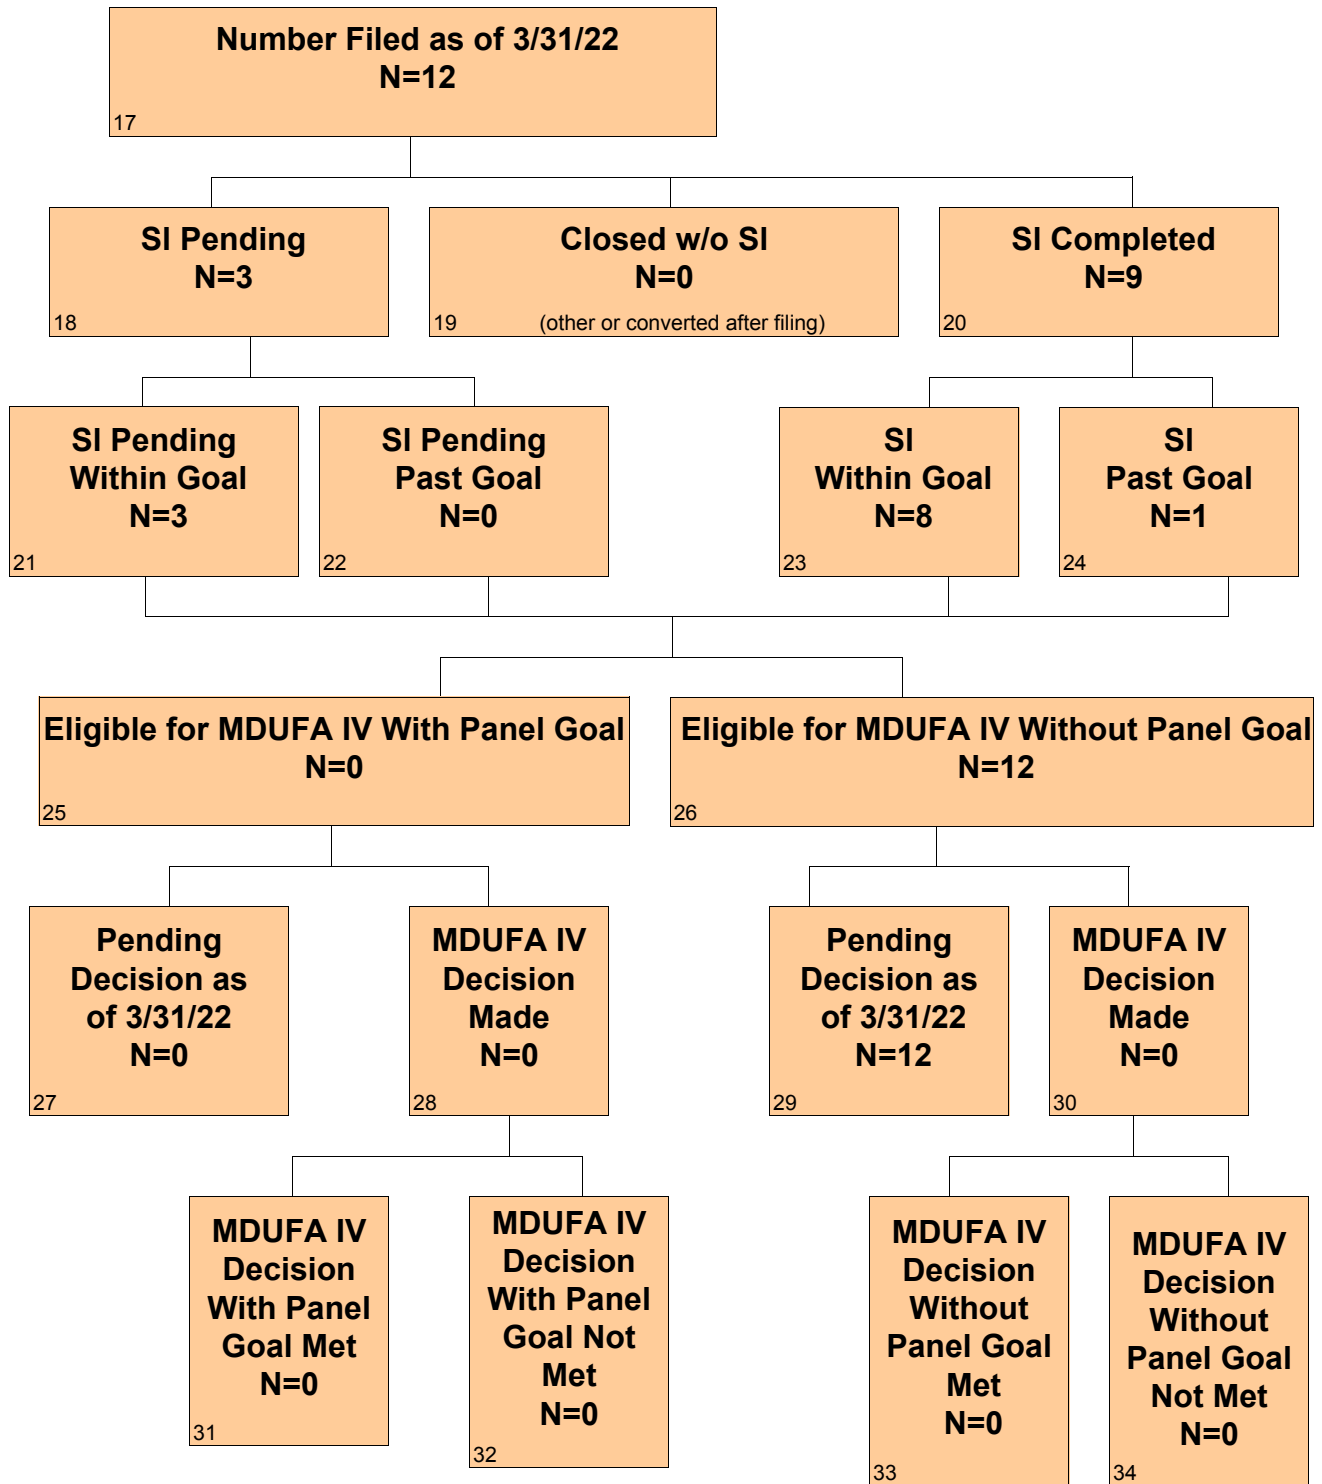 Number Filed as of 3/31/22
N=12
17
SI Pending
N=3
18
Closed w/o SI
N=0
19 (other or converted after filing)
SI Completed
N=9
20
SI Pending
Within Goal
N=3
21
SI Pending
Past Goal
N=0
22
SI
Within Goal
N=8
23
SI
Past Goal
N=1
24
Eligible for MDUFA IV With Panel Goal
N=0
25
Eligible for MDUFA IV Without Panel Goal
N=12
26
Pending
Decision as
of 3/31/22
N=0
27
MDUFA IV
Decision
Made
N=0
28
Pending
Decision as
of 3/31/22
N=12
29
MDUFA IV
Decision
Made
N=0
30
MDUFA IV
Decision
With Panel
Goal Met
N=0
31
MDUFA IV
Decision
With Panel
Goal Not
Met
N=0
32
MDUFA IV
Decision
Without
Panel Goal
Met
N=0
33
MDUFA IV
Decision
Without
Panel Goal
Not Met
N=0
34